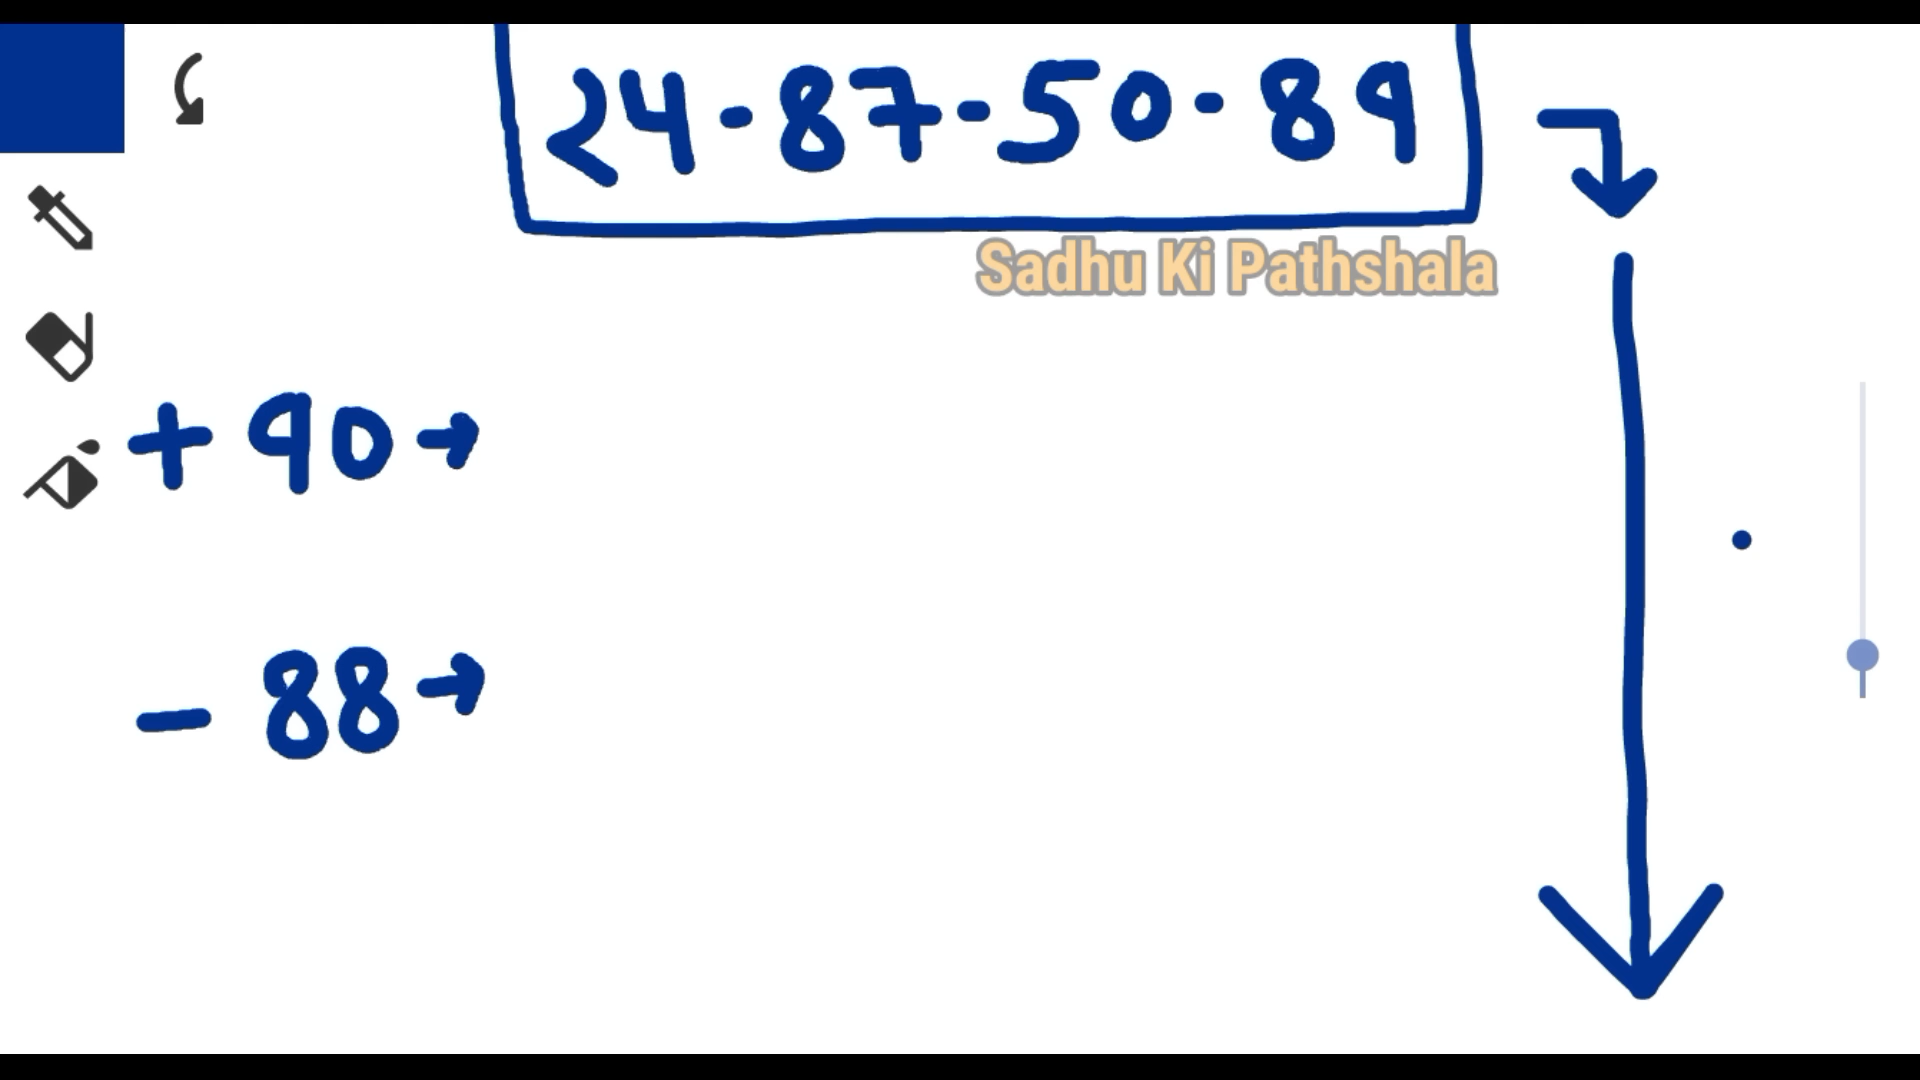 24-87-50-89
Sadhu Ki Pathshala
+ 90 →
- 88 →